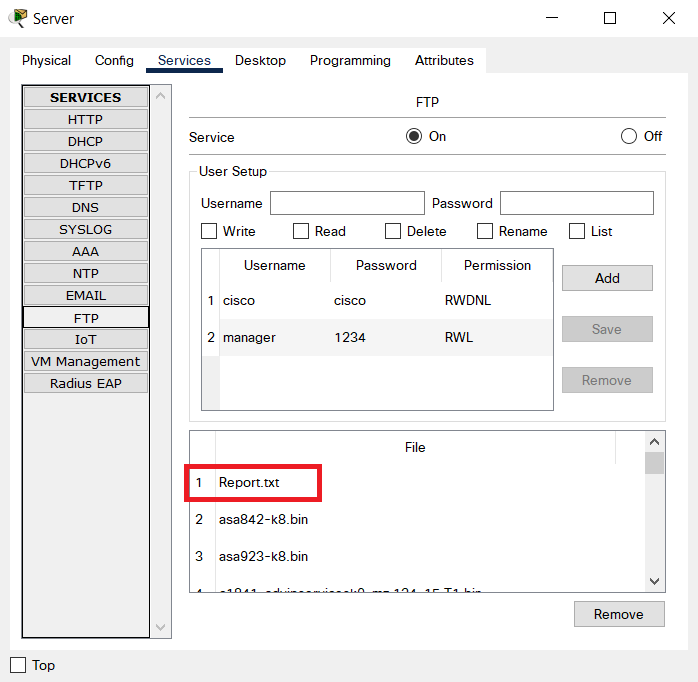 Server
Physical Config Services Desktop Programming Attributes
SERVICES
HTTP
DHCP
DHCPv6
TFTP
DNS
SYSLOG
AAA
NTP
EMAIL
FTP
IoT
VM Management
Radius EAP
FTP
Service On Off
User Setup
Username Password
Write Read Delete Rename List
Username Password Permission
1 cisco cisco RWDNL
2 manager 1234 RWL
Add
Save
Remove
File
1 Report.txt
2 asa842-k8.bin
3 asa923-k8.bin
Remove
Top